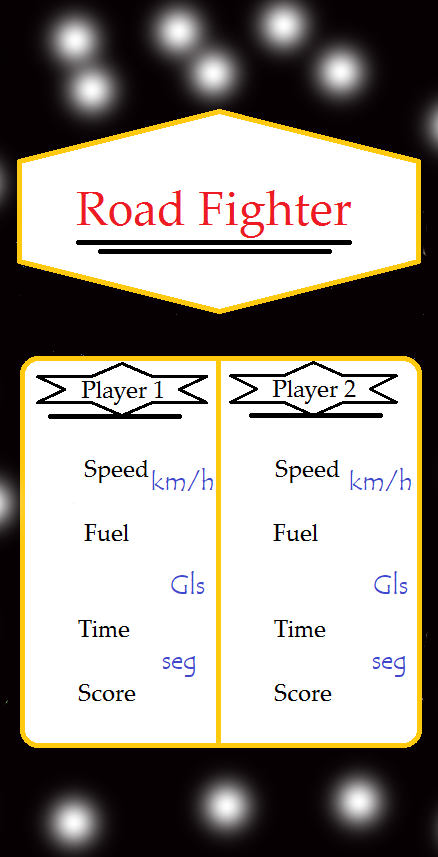 Road Fighter
Player 1
Speed km/h
Fuel
Gls
Time
seg
Score
Player 2
Speed km/h
Fuel
Gls
Time
seg
Score